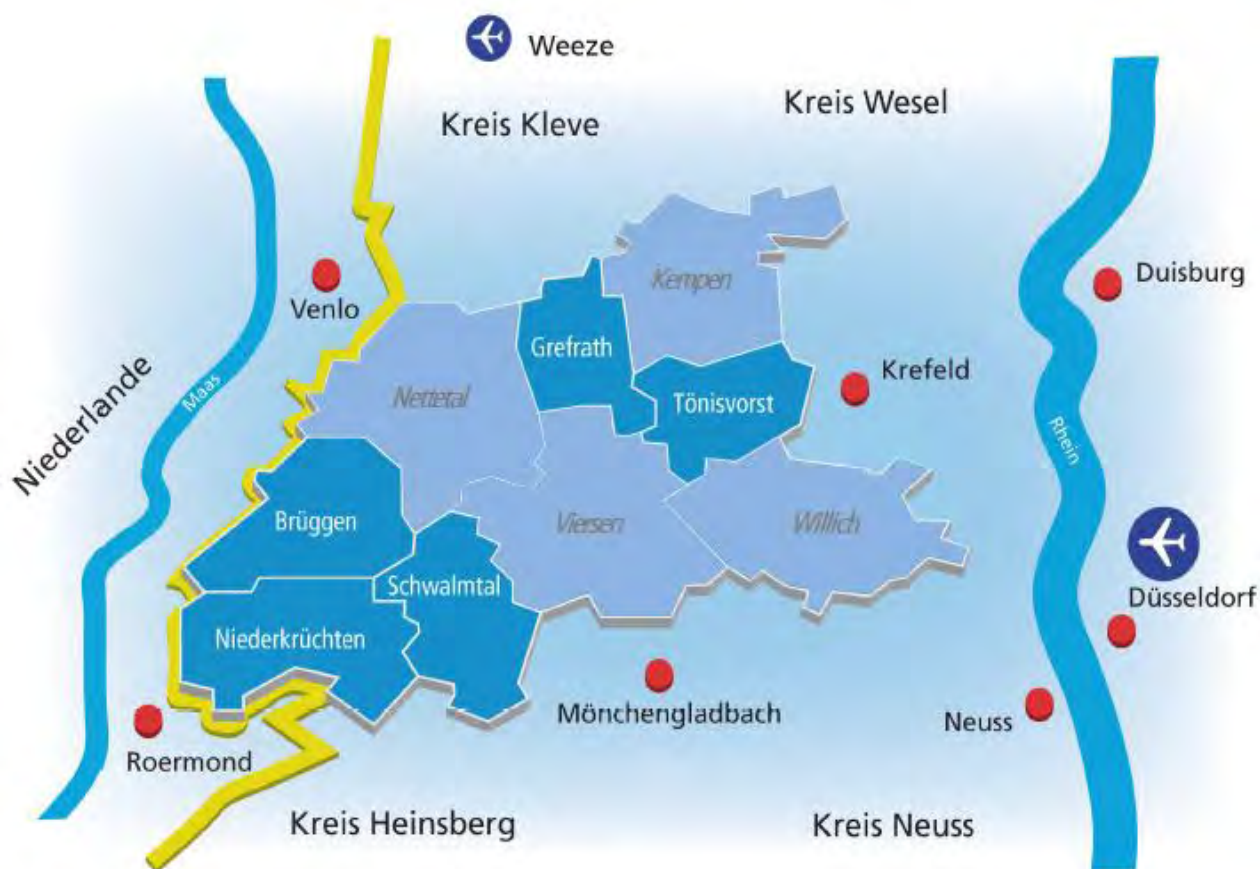 Weeze
Kreis Wesel
Kreis Kleve
Kempen
Duisburg
Venlo
Grefrath
Krefeld
Niederlande
Maas
Nettetal
Tönisvorst
Rhein
Brüggen
Viersen
Willich
Schwalmtal
Düsseldorf
Niederkrüchten
Mönchengladbach
Neuss
Roermond
Kreis Heinsberg
Kreis Neuss